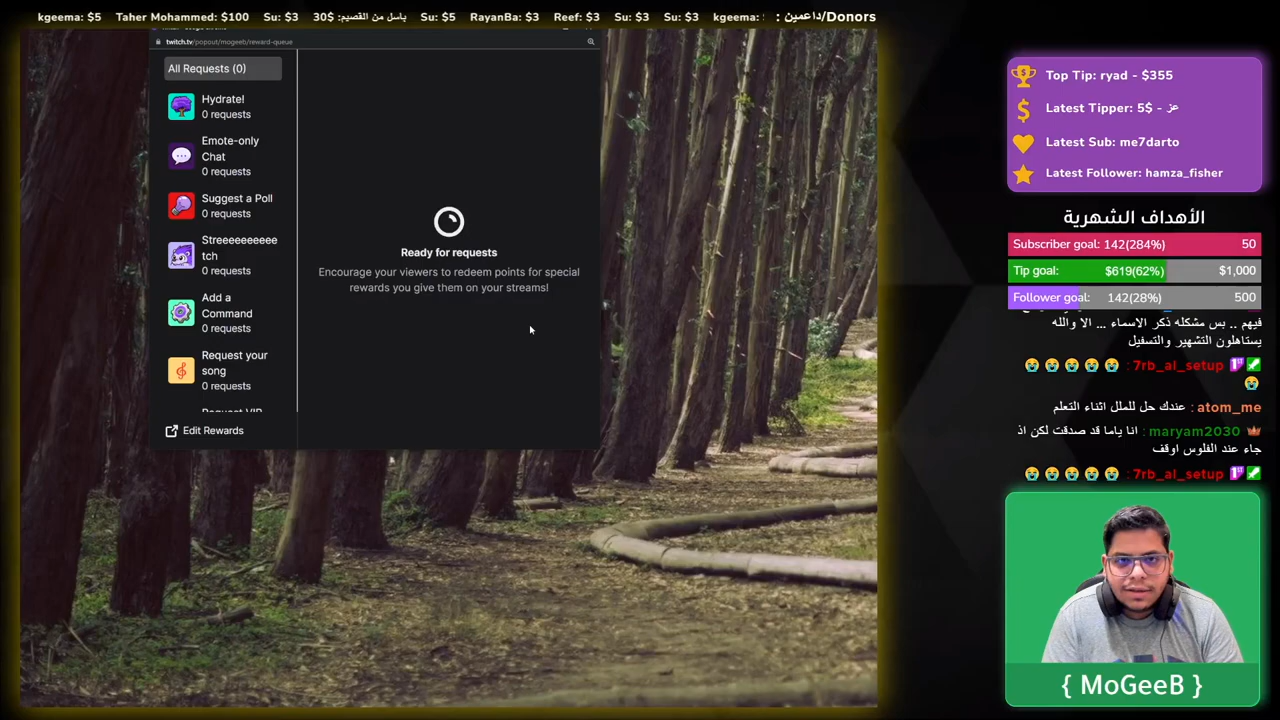 kgeema: $5 Taher Mohammed: $100 Su: $3 باسل من القصيم: $30 Su: $5 RayanBa: $3 Reef: $3 Su: $3 Su: $3 kgeema: داعمين/Donors :
twitch.tv/popout/mogeeb/reward-queue
All Requests (0)
Hydrate!
0 requests
Emote-only
Chat
0 requests
Suggest a Poll
0 requests
Streeeeeeeeee
tch
0 requests
Add a
Command
0 requests
Request your
song
0 requests
Edit Rewards
Ready for requests
Encourage your viewers to redeem points for special
rewards you give them on your streams!
Top Tip: ryad - $355
Latest Tipper: عز - $5
Latest Sub: me7darto
Latest Follower: hamza_fisher
الأهداف الشهرية
Subscriber goal: 142(284%) 50
Tip goal: $619(62%) $1,000
Follower goal: 142(28%) 500
فيهم .. بس مشكله ذكر الاسماء ... الا والله
يستاهلون التشهير والتسفيل
7rb_al_setup : 😭 😭 😭 😭 😭
😭
atom_me : عندك حل للملل اثناء التعلم
maryam2030 : انا ياما قد صدقت لكن اذ
جاء عند الفلوس اوقف
7rb_al_setup : 😭 😭 😭 😭 😭
{ MoGeeB }